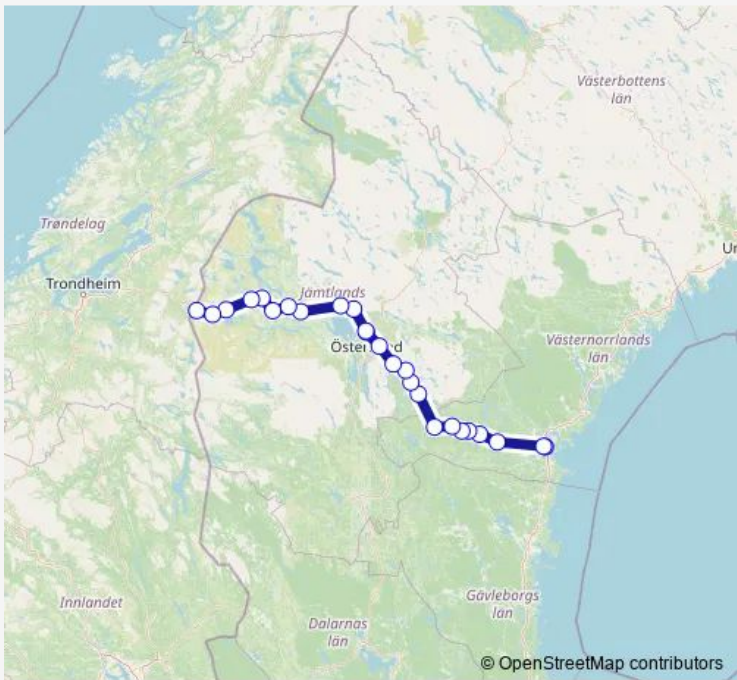 Västerbottens
län
Trøndelag
Trondheim
Jämtlands
Västernorrlands
län
Innlandet
Gävleborgs
län
Dalarnas
län
© OpenStreetMap contributors